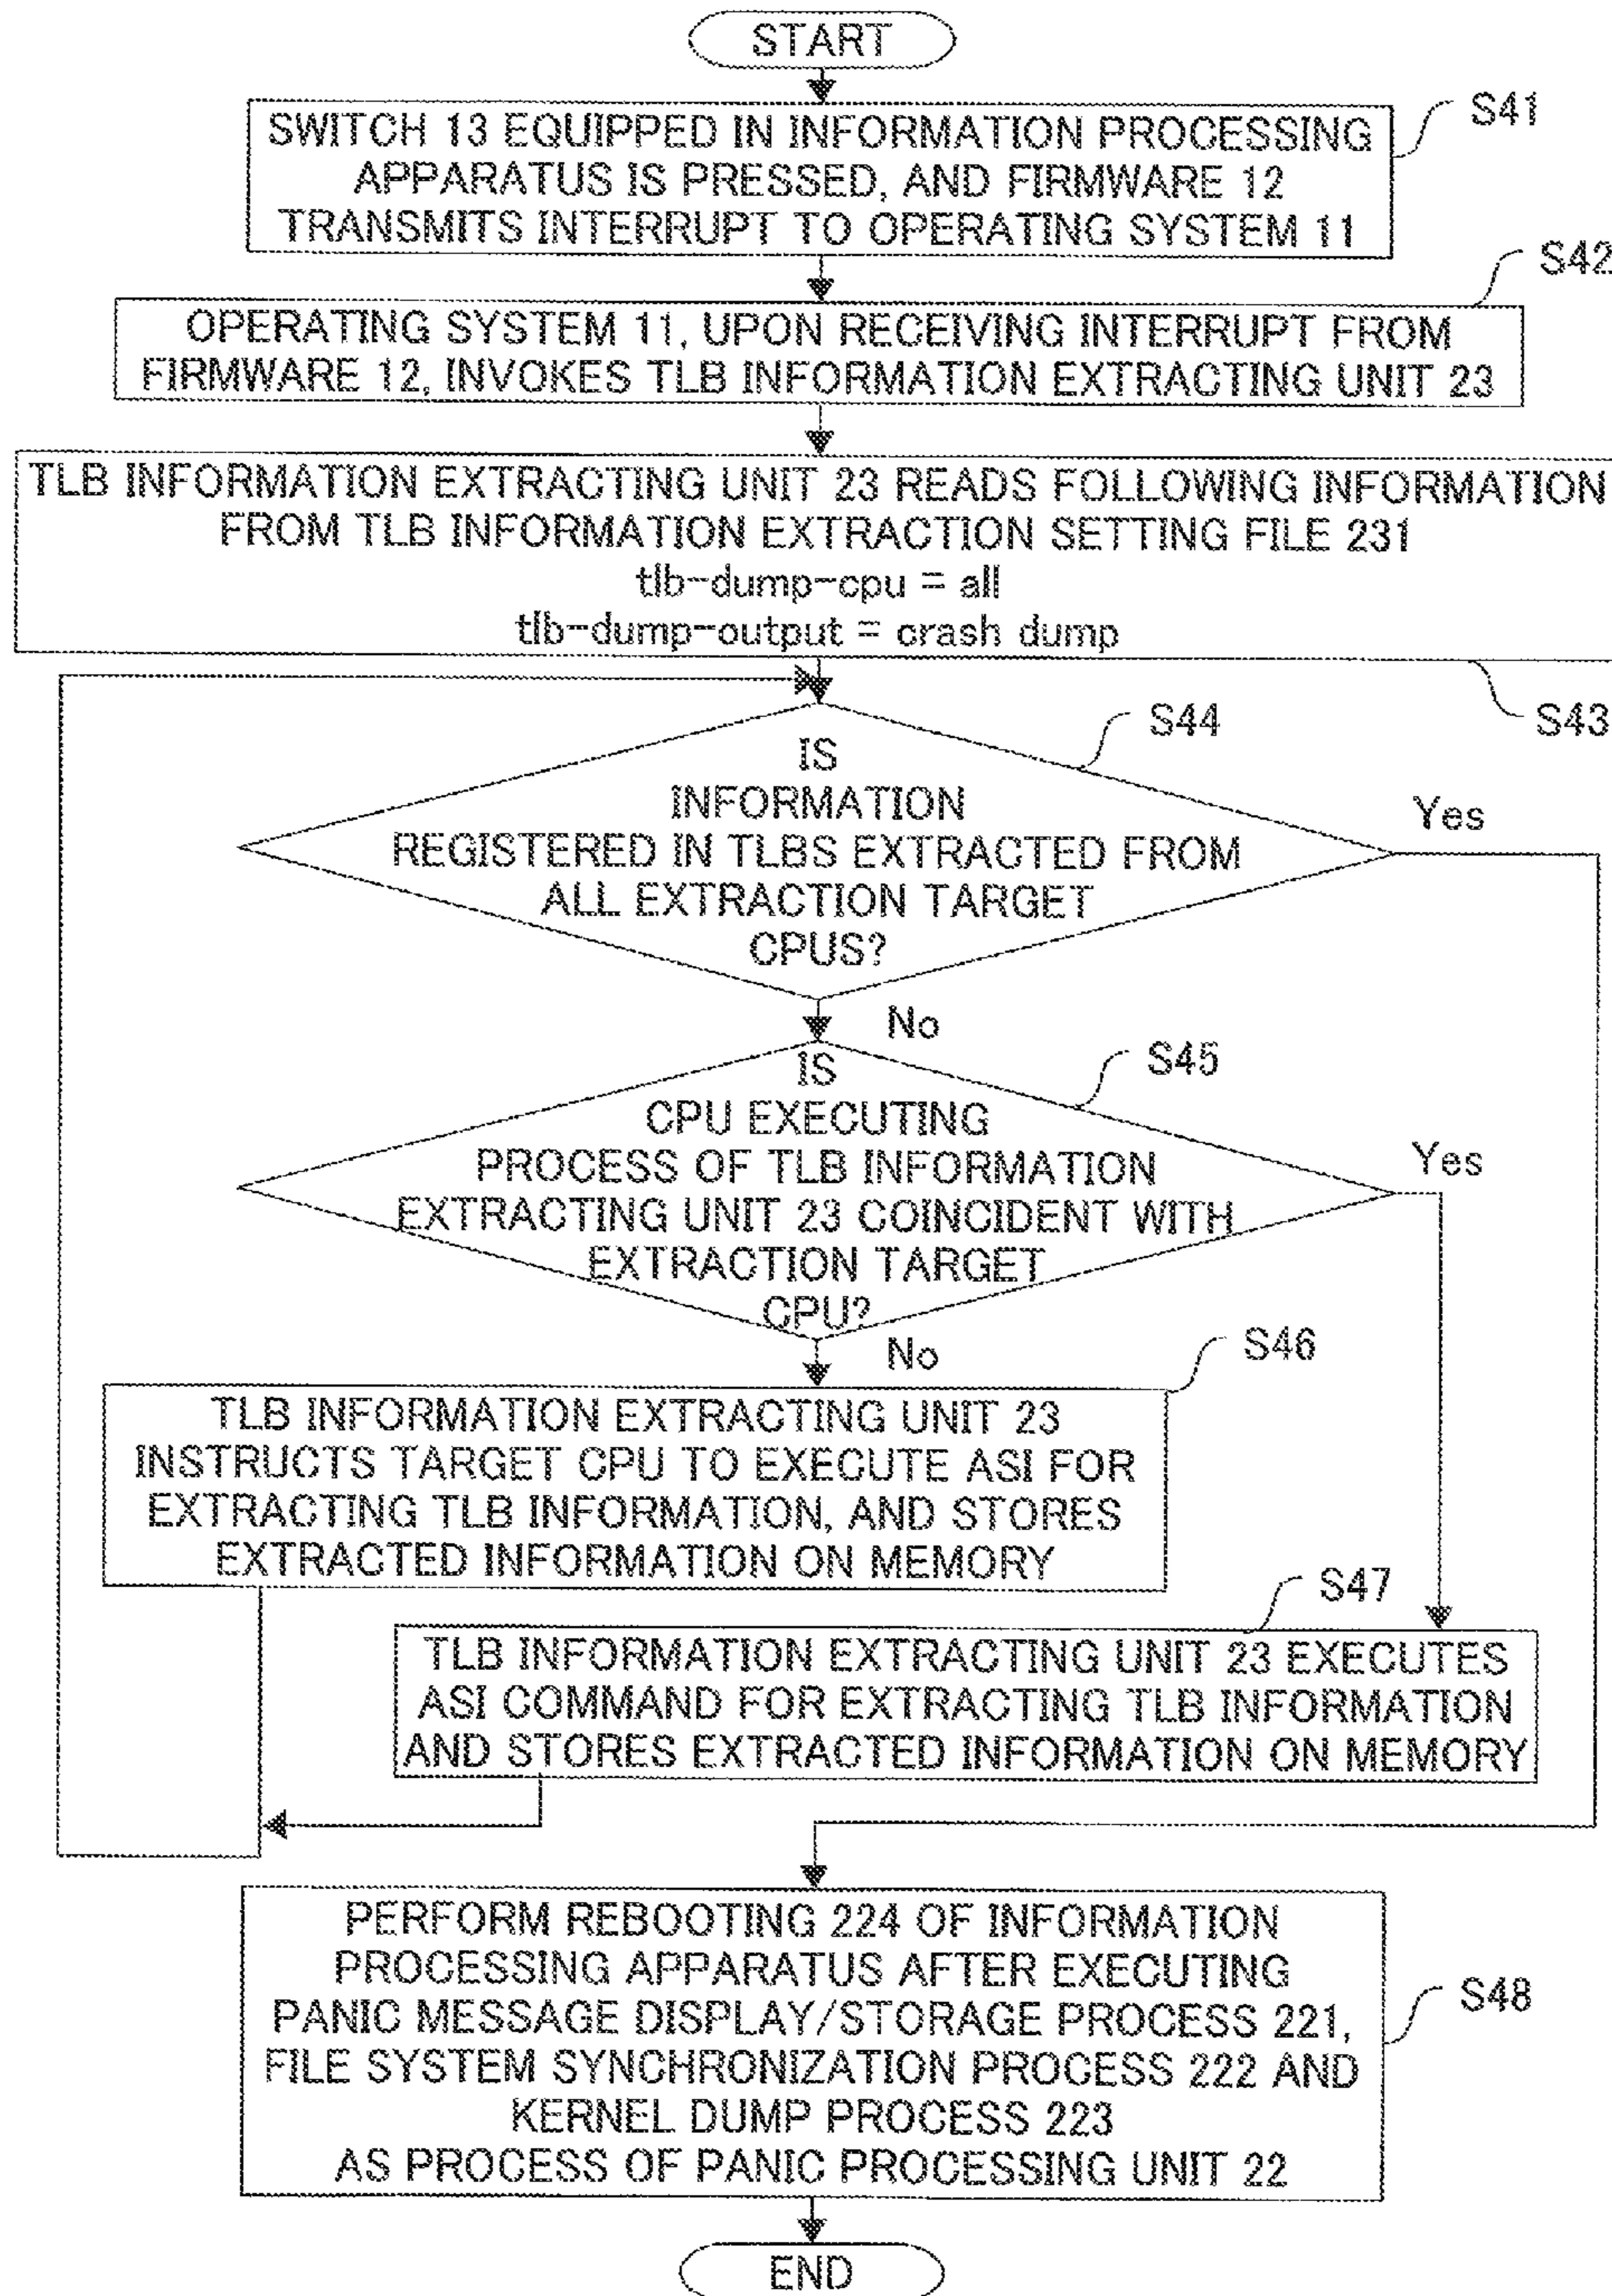 START
SWITCH 13 EQUIPPED IN INFORMATION PROCESSING
APPARATUS IS PRESSED, AND FIRMWARE 12
TRANSMITS INTERRUPT TO OPERATING SYSTEM 11
S41
OPERATING SYSTEM 11, UPON RECEIVING INTERRUPT FROM
FIRMWARE 12, INVOKES TLB INFORMATION EXTRACTING UNIT 23
S42
TLB INFORMATION EXTRACTING UNIT 23 READS FOLLOWING INFORMATION
FROM TLB INFORMATION EXTRACTION SETTING FILE 231
tlb-dump-cpu = all
tlb-dump-output = crash dump
S43
S44
IS
INFORMATION
REGISTERED IN TLBS EXTRACTED FROM
ALL EXTRACTION TARGET
CPUS?
Yes
No
S45
IS
CPU EXECUTING
PROCESS OF TLB INFORMATION
EXTRACTING UNIT 23 COINCIDENT WITH
EXTRACTION TARGET
CPU?
Yes
No
S46
TLB INFORMATION EXTRACTING UNIT 23
INSTRUCTS TARGET CPU TO EXECUTE ASI FOR
EXTRACTING TLB INFORMATION, AND STORES
EXTRACTED INFORMATION ON MEMORY
S47
TLB INFORMATION EXTRACTING UNIT 23 EXECUTES
ASI COMMAND FOR EXTRACTING TLB INFORMATION
AND STORES EXTRACTED INFORMATION ON MEMORY
PERFORM REBOOTING 224 OF INFORMATION
PROCESSING APPARATUS AFTER EXECUTING
PANIC MESSAGE DISPLAY/STORAGE PROCESS 221,
FILE SYSTEM SYNCHRONIZATION PROCESS 222 AND
KERNEL DUMP PROCESS 223
AS PROCESS OF PANIC PROCESSING UNIT 22
S48
END